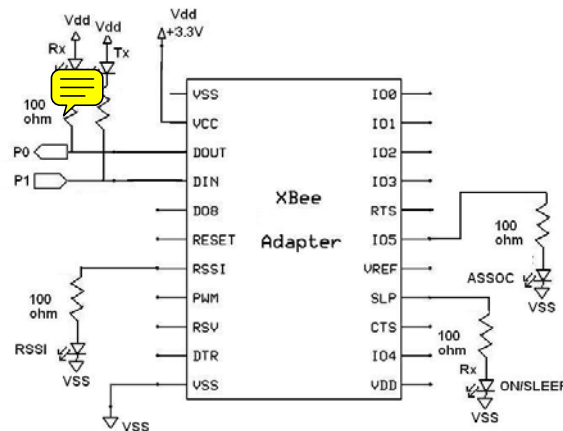 Vdd
Vdd
Rx
Tx
Vdd
+3.3V
100
ohm
P0
P1
VSS
VCC
DOUT
DIN
DO8
RESET
RSSI
PWM
RSV
DTR
VSS
XBee
Adapter
IO0
IO1
IO2
IO3
RTS
IO5
VREF
SLP
CTS
IO4
VDD
100
ohm
RSSI
VSS
VSS
100
ohm
ASSOC
VSS
100
ohm
Rx
ON/SLEEP
VSS